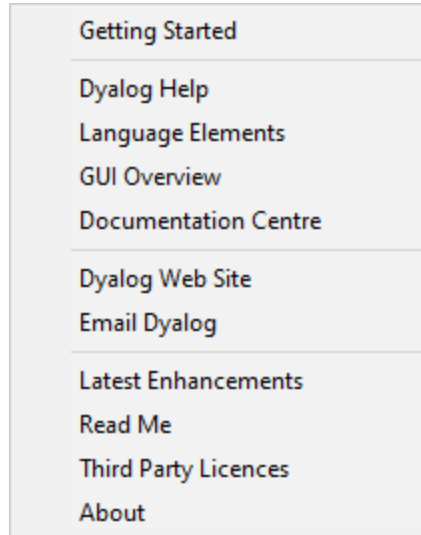 Getting Started
Dyalog Help
Language Elements
GUI Overview
Documentation Centre
Dyalog Web Site
Email Dyalog
Latest Enhancements
Read Me
Third Party Licences
About